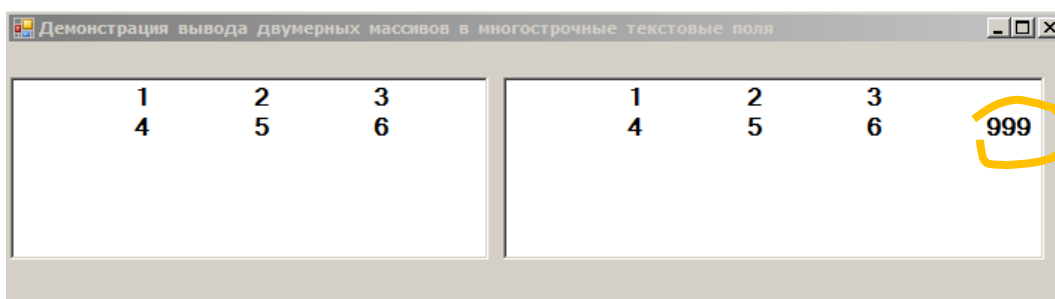 Демонстрация вывода двумерных массивов в многострочные текстовые поля
1 2 3
4 5 6
1 2 3
4 5 6 999